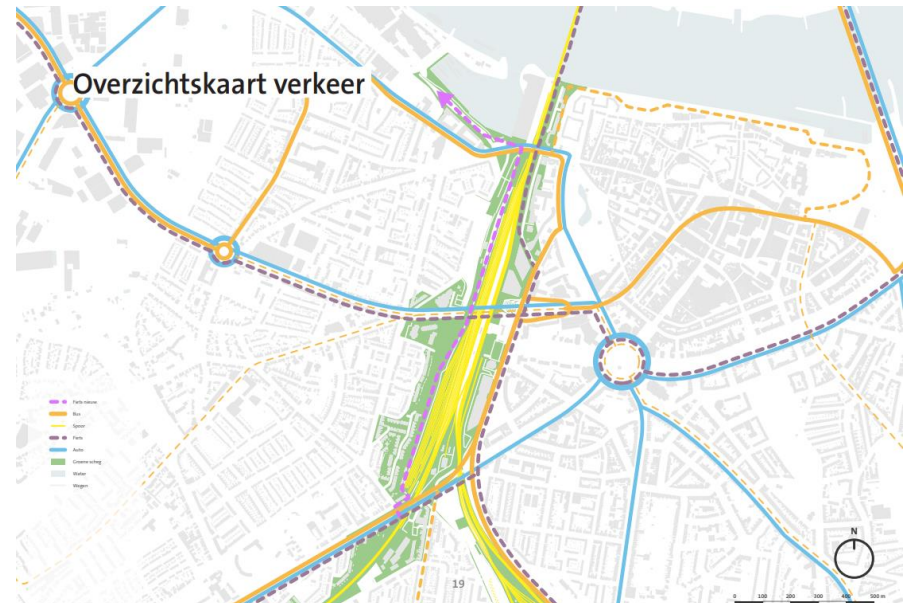 Overzichtskaart verkeer
Fiets nieuw
Bus
Spoor
Fiets
Auto
Groene scheg
Water
Wegen
N
19
0 100 200 300 400 500 m